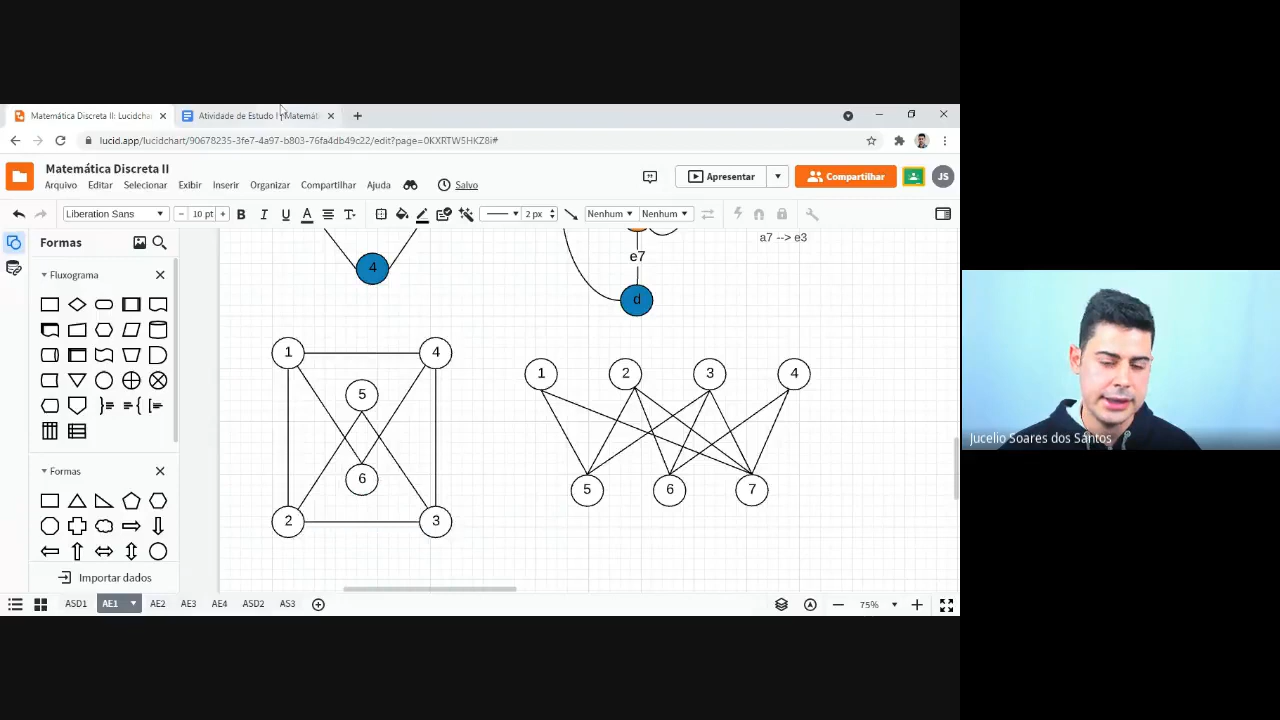 Matemática Discreta II: Lucidchar
Atividade de Estudo I | Matemát
lucid.app/lucidchart/90678235-3fe7-4a97-b803-76fa4db49c22/edit?page=0KXRTWSHKZ8i#
Matemática Discreta II
Arquivo Editar Selecionar Exibir Inserir Organizar Compartilhar Ajuda Salvo
Apresentar
Compartilhar
JS
Liberation Sans
10 pt
B I U A T
2 px
Nenhum
Nenhum
Formas
Fluxograma
Formas
Importar dados
4
e7
d
a7 --> e3
1 4
5
6
2 3
1 2 3 4
5 6 7
ASD1 AE1 AE2 AE3 AE4 ASD2 AS3
75%
Jucelio Soares dos Santos